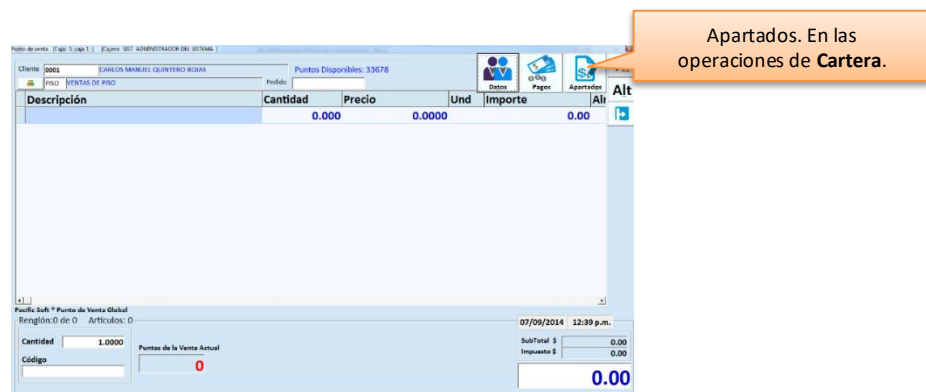 Apartados. En las
operaciones de Cartera.
Punto de venta [Caja: 1 :caja 1 ] [Cajero: SIST ADMINISTRADOR DEL SISTEMA ]
Cliente 0001 CARLOS MANUEL QUINTERO ROJAS Puntos Disponibles: 33678
PISO VENTAS DE PISO Pedido
Datos Pagos Apartados Alt
Descripción Cantidad Precio Und Importe Alm
0.000 0.0000 0.00
Pacific Soft * Punto de Venta Global
Renglón:0 de 0 Artículos: 0 07/09/2014 12:39 p.m.
Cantidad 1.0000 Puntos de la Venta Actual SubTotal $ 0.00
Impuesto $ 0.00
Código 0
0.00